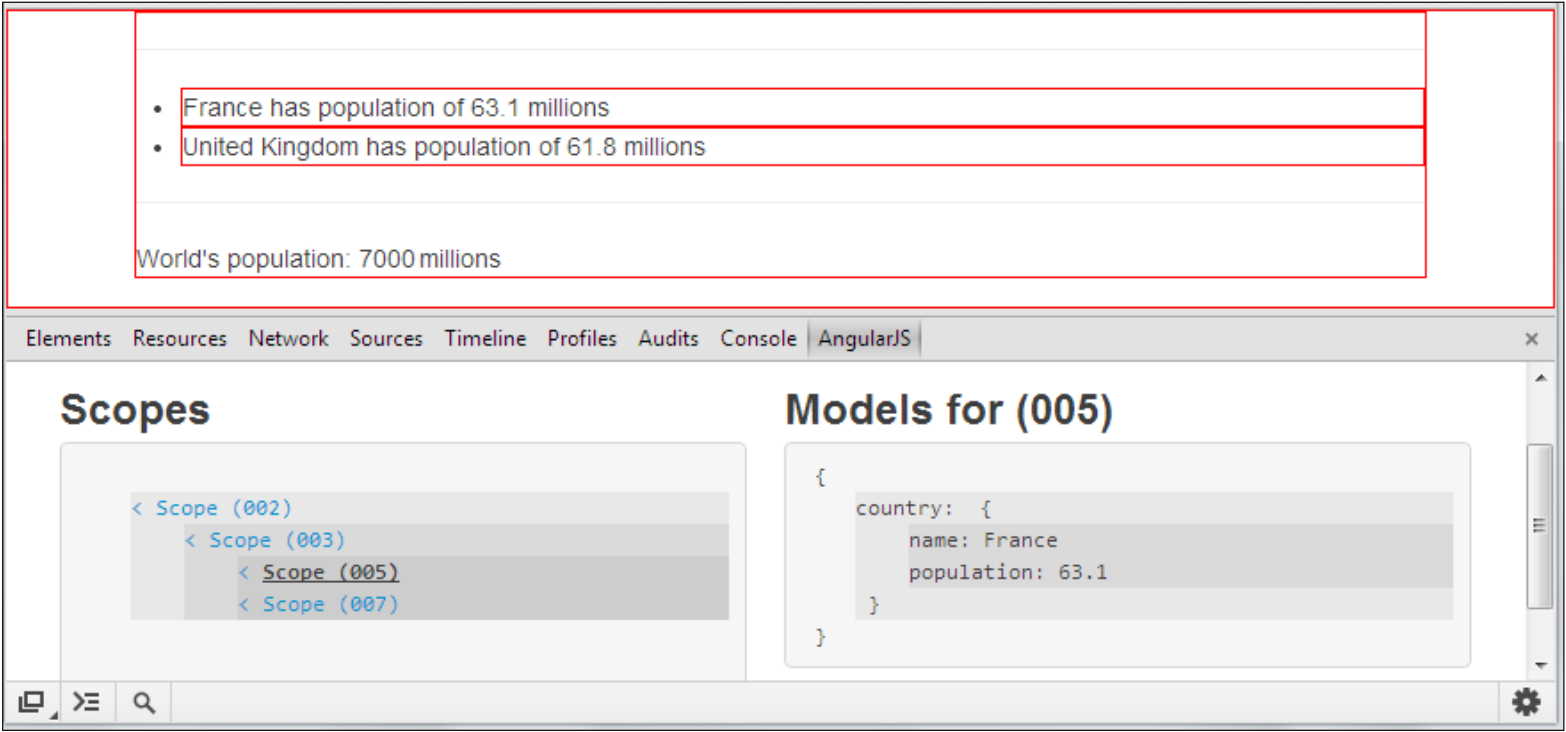 • France has population of 63.1 millions
• United Kingdom has population of 61.8 millions
World's population: 7000 millions
Elements Resources Network Sources Timeline Profiles Audits Console AngularJS ×
Scopes
< Scope (002)
< Scope (003)
< Scope (005)
< Scope (007)
Models for (005)
{
country: {
name: France
population: 63.1
}
}